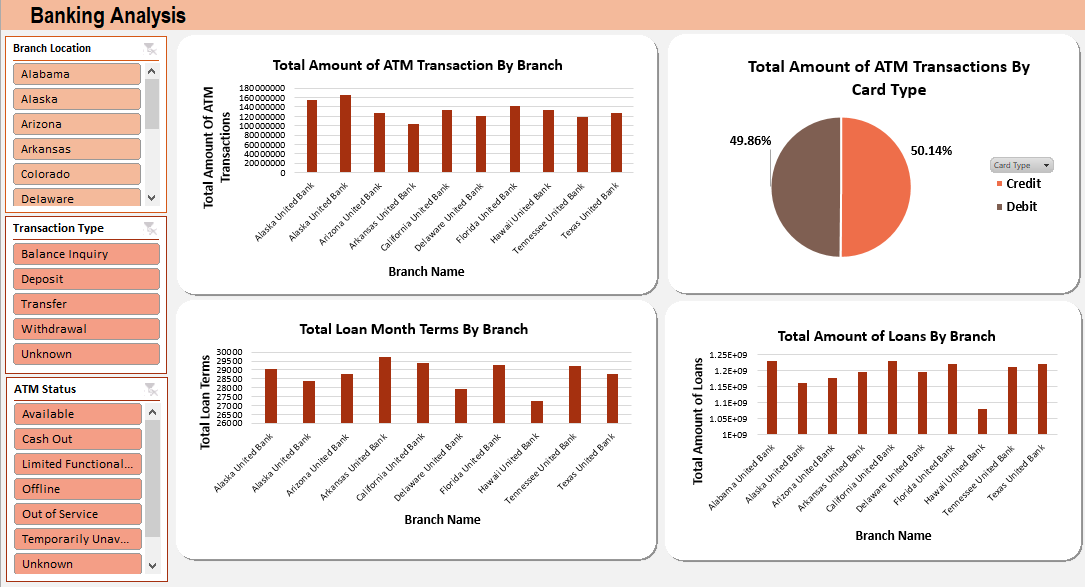 Banking Analysis
Branch Location
Alabama
Alaska
Arizona
Arkansas
Colorado
Delaware
Transaction Type
Balance Inquiry
Deposit
Transfer
Withdrawal
Unknown
ATM Status
Available
Cash Out
Limited Functional...
Offline
Out of Service
Temporarily Unav...
Unknown
Total Amount of ATM Transaction By Branch
Total Amount Of ATM
Transactions
180000000
160000000
140000000
120000000
100000000
80000000
60000000
40000000
20000000
0
Alaska United Bank
Alaska United Bank
Arizona United Bank
Arkansas United Bank
California United Bank
Delaware United Bank
Florida United Bank
Hawaii United Bank
Tennessee United Bank
Texas United Bank
Branch Name
Total Amount of ATM Transactions By
Card Type
49.86%
50.14%
Card Type
Credit
Debit
Total Loan Month Terms By Branch
Total Loan Terms
30000
29500
29000
28500
28000
27500
27000
26500
26000
Alaska United Bank
Alaska United Bank
Arizona United Bank
Arkansas United Bank
California United Bank
Delaware United Bank
Florida United Bank
Hawaii United Bank
Tennessee United Bank
Texas United Bank
Branch Name
Total Amount of Loans By Branch
Total Amount of Loans
1.25E+09
1.2E+09
1.15E+09
1.1E+09
1.05E+09
1E+09
Alabama United Bank
Alaska United Bank
Arizona United Bank
Arkansas United Bank
California United Bank
Delaware United Bank
Florida United Bank
Hawaii United Bank
Tennessee United Bank
Texas United Bank
Branch Name